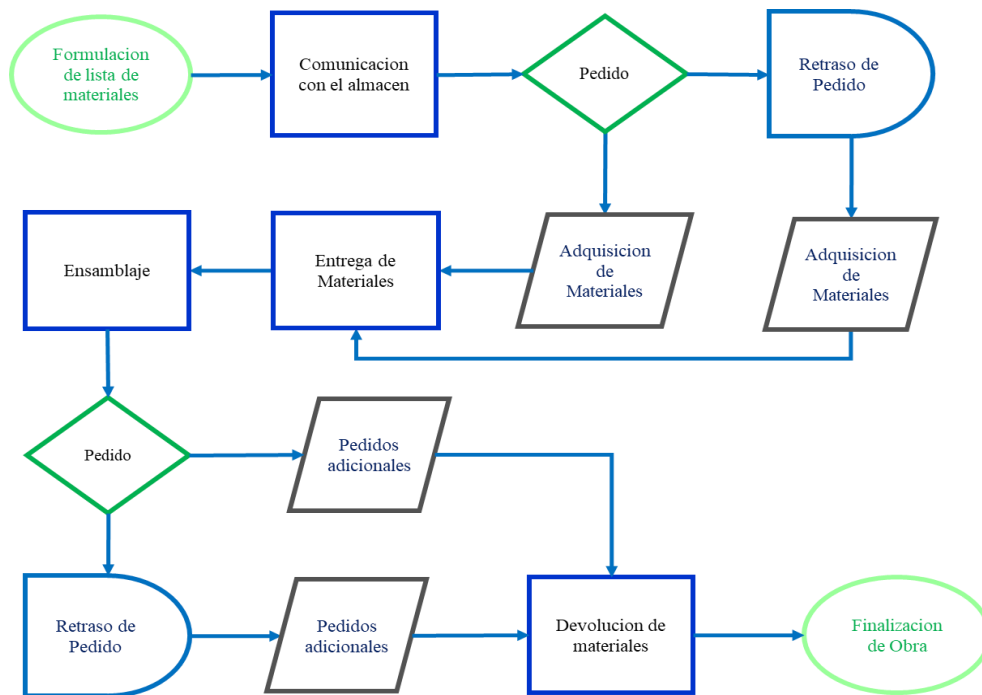 Formulacion
de lista de
materiales
Comunicacion
con el almacen
Pedido
Retraso de
Pedido
Ensamblaje
Entrega de
Materiales
Adquisicion
de
Materiales
Adquisicion
de
Materiales
Pedido
Pedidos
adicionales
Retraso de
Pedido
Pedidos
adicionales
Devolucion de
materiales
Finalizacion
de Obra